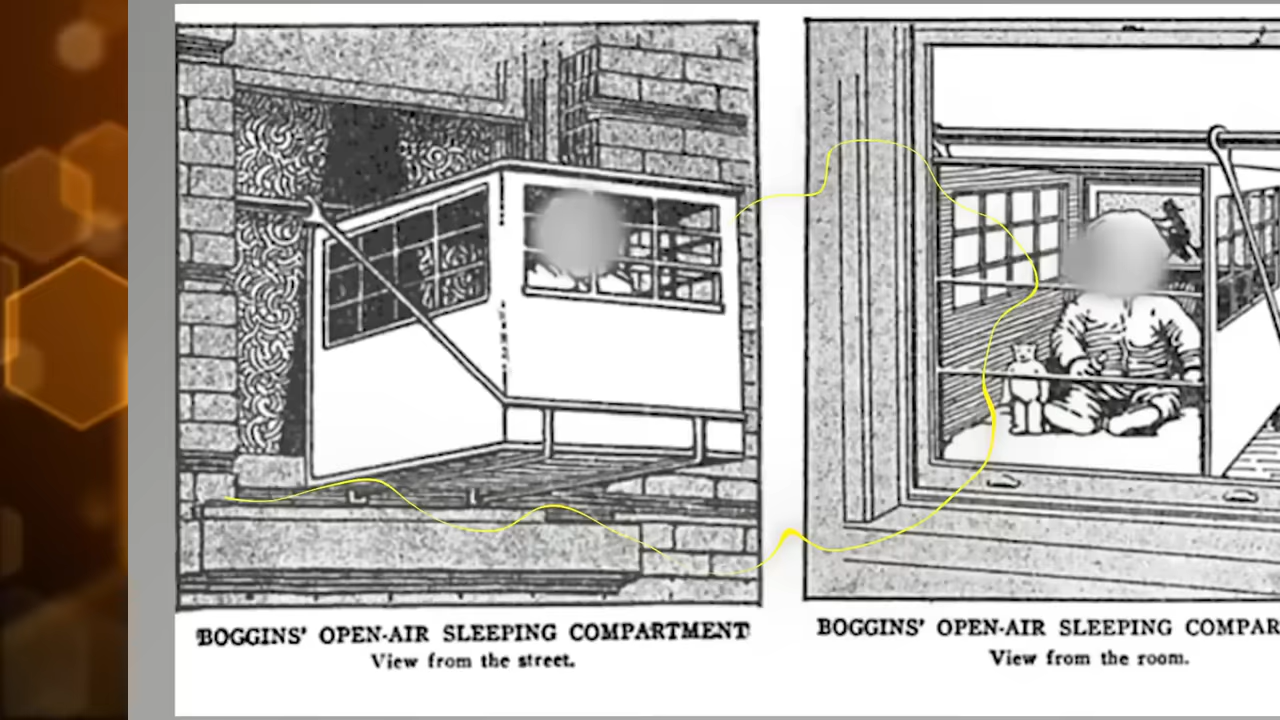 BOGGINS' OPEN-AIR SLEEPING COMPARTMENT
View from the street.
BOGGINS' OPEN-AIR SLEEPING COMPAR
View from the room.